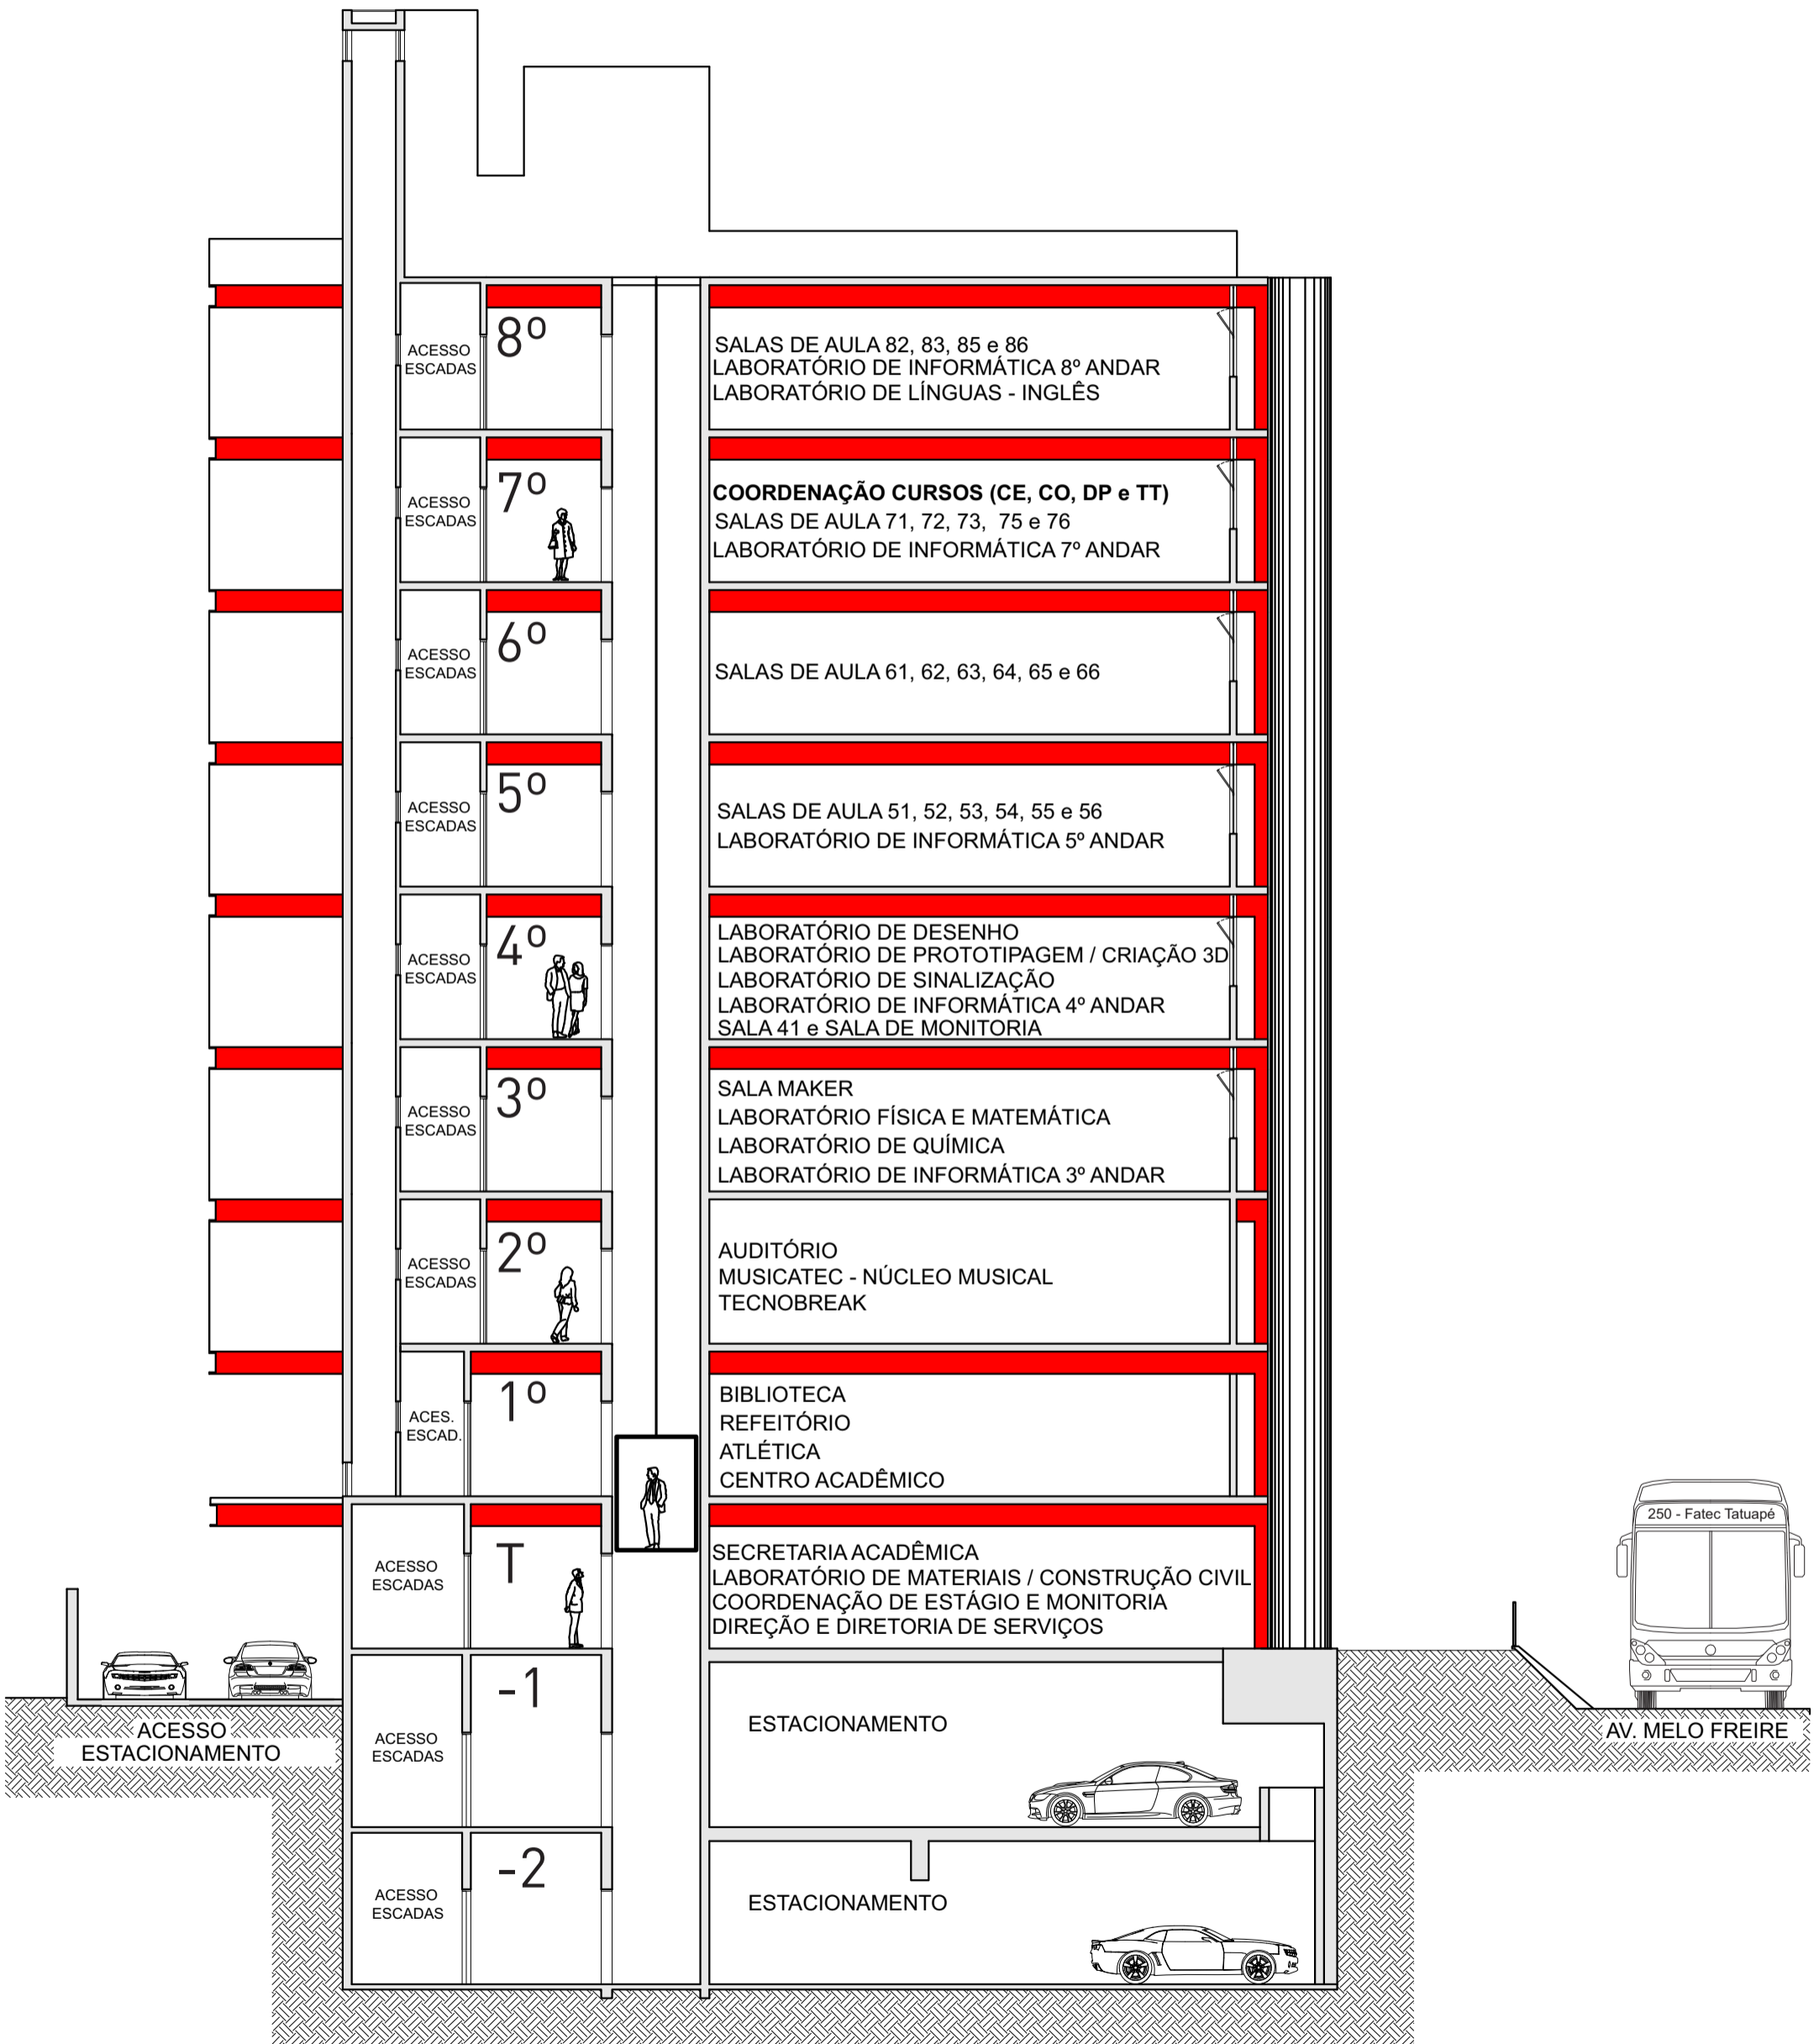 ACESSO
ESCADAS
8º
SALAS DE AULA 82, 83, 85 e 86
LABORATÓRIO DE INFORMÁTICA 8º ANDAR
LABORATÓRIO DE LÍNGUAS - INGLÊS
ACESSO
ESCADAS
7º
COORDENAÇÃO CURSOS (CE, CO, DP e TT)
SALAS DE AULA 71, 72, 73, 75 e 76
LABORATÓRIO DE INFORMÁTICA 7º ANDAR
ACESSO
ESCADAS
6º
SALAS DE AULA 61, 62, 63, 64, 65 e 66
ACESSO
ESCADAS
5º
SALAS DE AULA 51, 52, 53, 54, 55 e 56
LABORATÓRIO DE INFORMÁTICA 5º ANDAR
ACESSO
ESCADAS
4º
LABORATÓRIO DE DESENHO
LABORATÓRIO DE PROTOTIPAGEM / CRIAÇÃO 3D
LABORATÓRIO DE SINALIZAÇÃO
LABORATÓRIO DE INFORMÁTICA 4º ANDAR
SALA 41 e SALA DE MONITORIA
ACESSO
ESCADAS
3º
SALA MAKER
LABORATÓRIO FÍSICA E MATEMÁTICA
LABORATÓRIO DE QUÍMICA
LABORATÓRIO DE INFORMÁTICA 3º ANDAR
ACESSO
ESCADAS
2º
AUDITÓRIO
MUSICATEC - NÚCLEO MUSICAL
TECNOBREAK
ACES.
ESCAD.
1º
BIBLIOTECA
REFEITÓRIO
ATLÉTICA
CENTRO ACADÊMICO
ACESSO
ESCADAS
T
SECRETARIA ACADÊMICA
LABORATÓRIO DE MATERIAIS / CONSTRUÇÃO CIVIL
COORDENAÇÃO DE ESTÁGIO E MONITORIA
DIREÇÃO E DIRETORIA DE SERVIÇOS
250 - Fatec Tatuapé
ACESSO
ESTACIONAMENTO
ACESSO
ESCADAS
-1
ESTACIONAMENTO
AV. MELO FREIRE
ACESSO
ESCADAS
-2
ESTACIONAMENTO